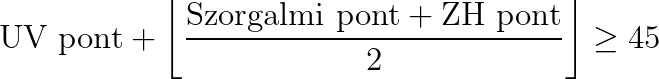 UV pont + ⌊(Szorgalmi pont + ZH pont)/2⌋ ≥ 45